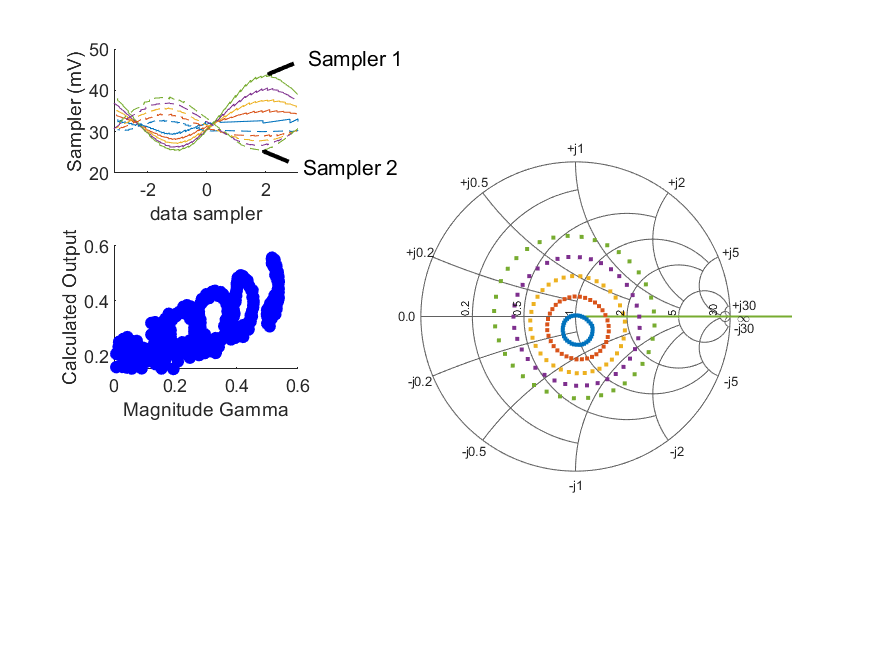 50
40
30
20
Sampler (mV)
-2
0
2
data sampler
Sampler 1
Sampler 2
0.6
0.4
0.2
Calculated Output
0
0.2
0.4
0.6
Magnitude Gamma
+j1
+j0.5
+j2
+j0.2
+j5
0.0
0.2
0.5
1
2
5
30
+j30
∞
-j30
-j0.2
-j5
-j0.5
-j2
-j1